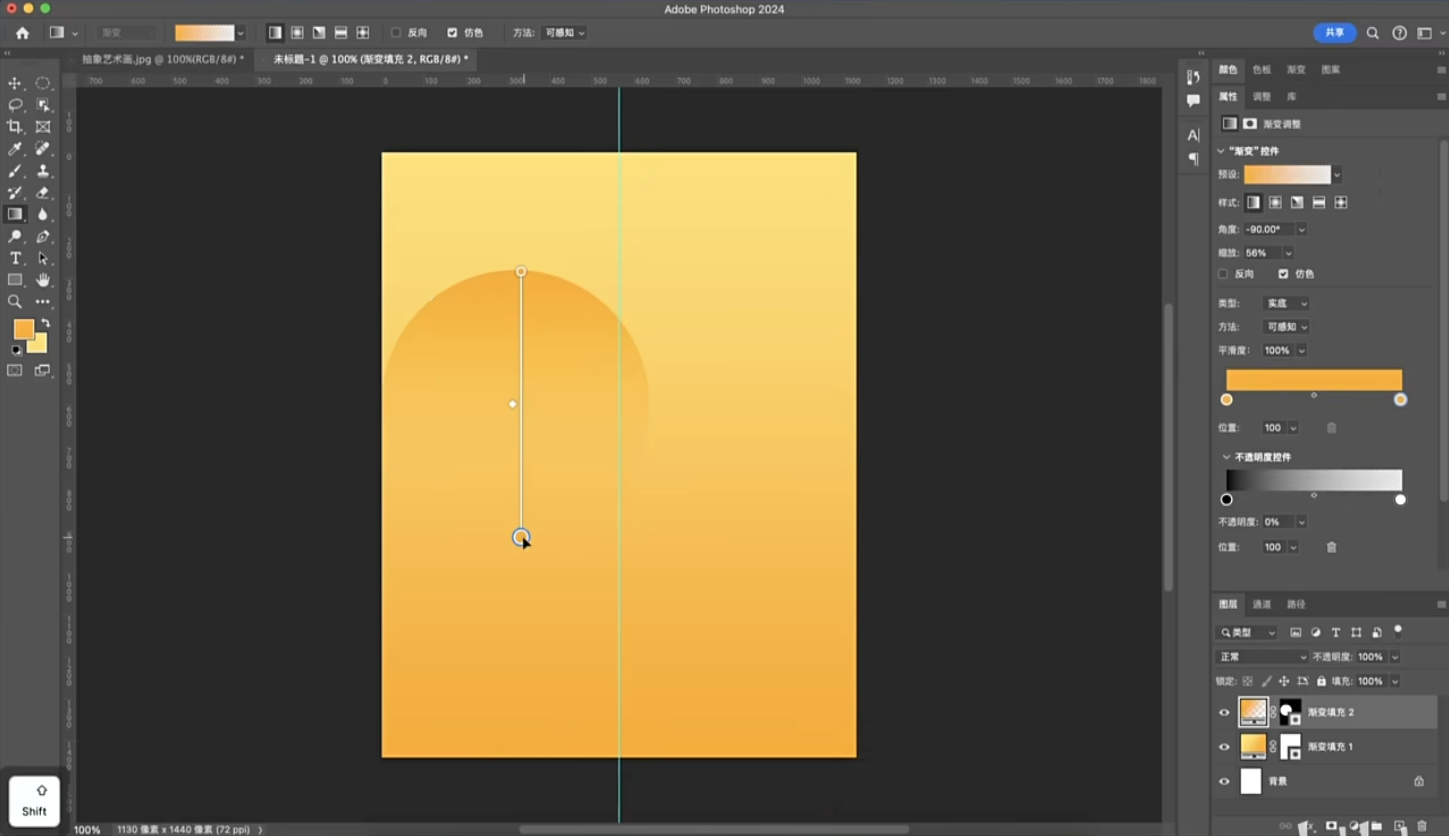 Adobe Photoshop 2024
渐变
反向
仿色
方法: 可感知
共享
抽象艺术画.jpg @ 100%(RGB/8#) *
未标题-1 @ 100% (渐变填充 2, RGB/8#) *
700 600 500 400 300 200 100 0 100 200 300 400 500 600 700 800 900 1000 1100 1200 1300 1400 1500 1600 1700 1800
颜色 色板 渐变 图案
属性 调整 库
渐变调整
“渐变”控件
预设:
样式:
角度: -90.00°
缩放: 56%
反向 仿色
类型: 实底
方法: 可感知
平滑度: 100%
位置: 100
不透明度控件
不透明度: 0%
位置: 100
图层 通道 路径
类型
正常 不透明度: 100%
锁定: 填充: 100%
渐变填充 2
渐变填充 1
背景
Shift
100% 1130 像素 x 1440 像素 (72 ppi)